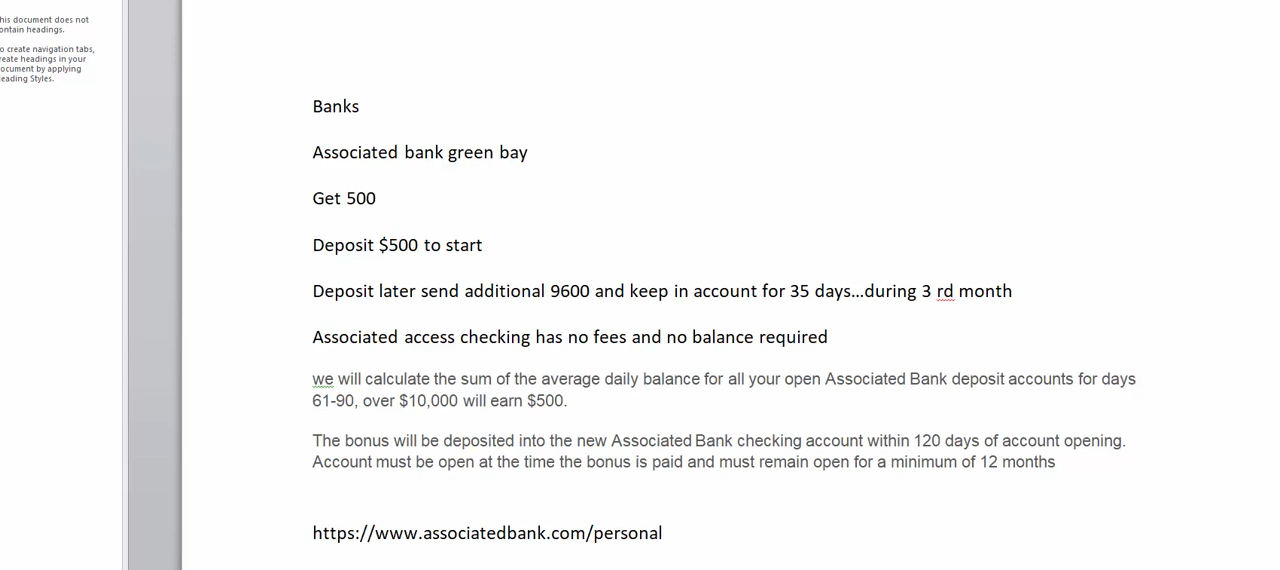 his document does not
ontain headings.
o create navigation tabs,
reate headings in your
ocument by applying
eading Styles.
Banks
Associated bank green bay
Get 500
Deposit $500 to start
Deposit later send additional 9600 and keep in account for 35 days...during 3 rd month
Associated access checking has no fees and no balance required
we will calculate the sum of the average daily balance for all your open Associated Bank deposit accounts for days
61-90, over $10,000 will earn $500.
The bonus will be deposited into the new Associated Bank checking account within 120 days of account opening.
Account must be open at the time the bonus is paid and must remain open for a minimum of 12 months
https://www.associatedbank.com/personal